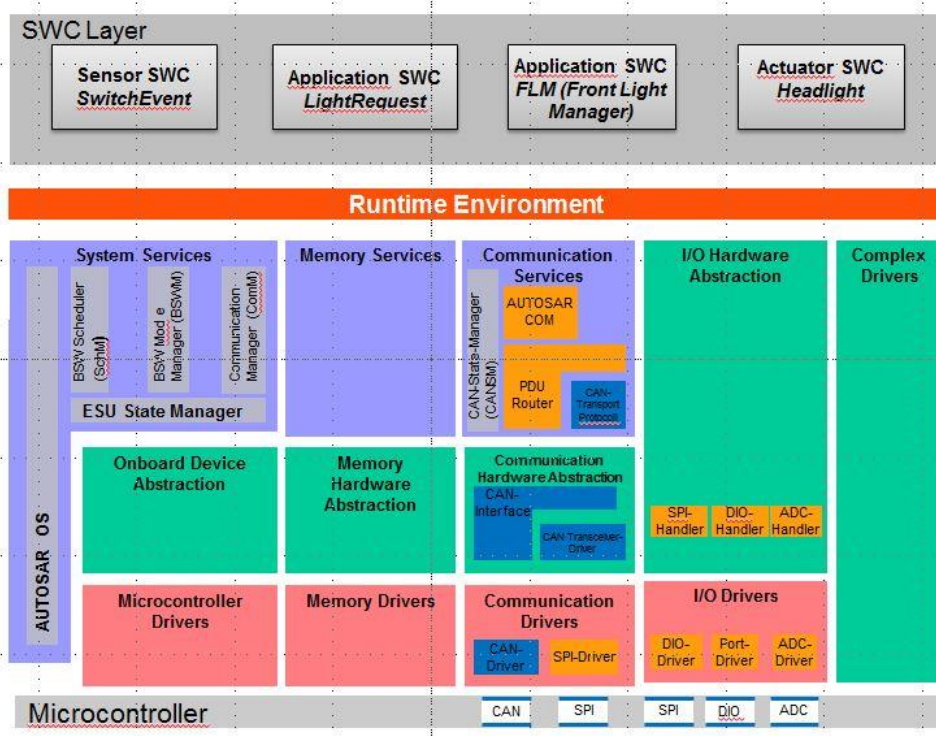 SWC Layer
Sensor SWC
SwitchEvent
Application SWC
LightRequest
Application SWC
FLM (Front Light
Manager)
Actuator SWC
Headlight
Runtime Environment
System Services
BSW Scheduler
(SchM)
BSW Mod e
Manager (BSWM)
Communication
Manager (ComM)
ESU State Manager
AUTOSAR OS
Memory Services
Communication
Services
CAN-Stata-Manager
(CANSM)
AUTOSAR
COM
PDU
Router
CAN-
Transport
Protocoll
I/O Hardware
Abstraction
SPI-
Handler
DIO-
Handler
ADC-
Handler
Complex
Drivers
Onboard Device
Abstraction
Memory
Hardware
Abstraction
Communication
Hardware Abstraction
CAN-
Interface
CAN-Transceiver-
Driver
Microcontroller
Drivers
Memory Drivers
Communication
Drivers
CAN-
Driver
SPI-Driver
I/O Drivers
DIO-
Driver
Port-
Driver
ADC-
Driver
Microcontroller
CAN
SPI
SPI
DIO
ADC